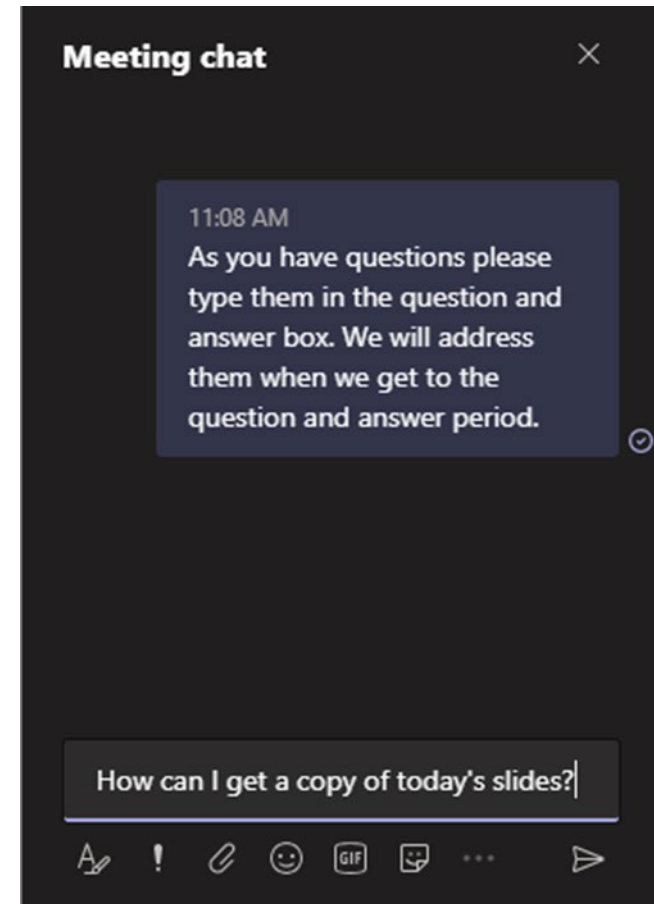 Meeting chat
11:08 AM
As you have questions please
type them in the question and
answer box. We will address
them when we get to the
question and answer period.
How can I get a copy of today's slides?
GIF